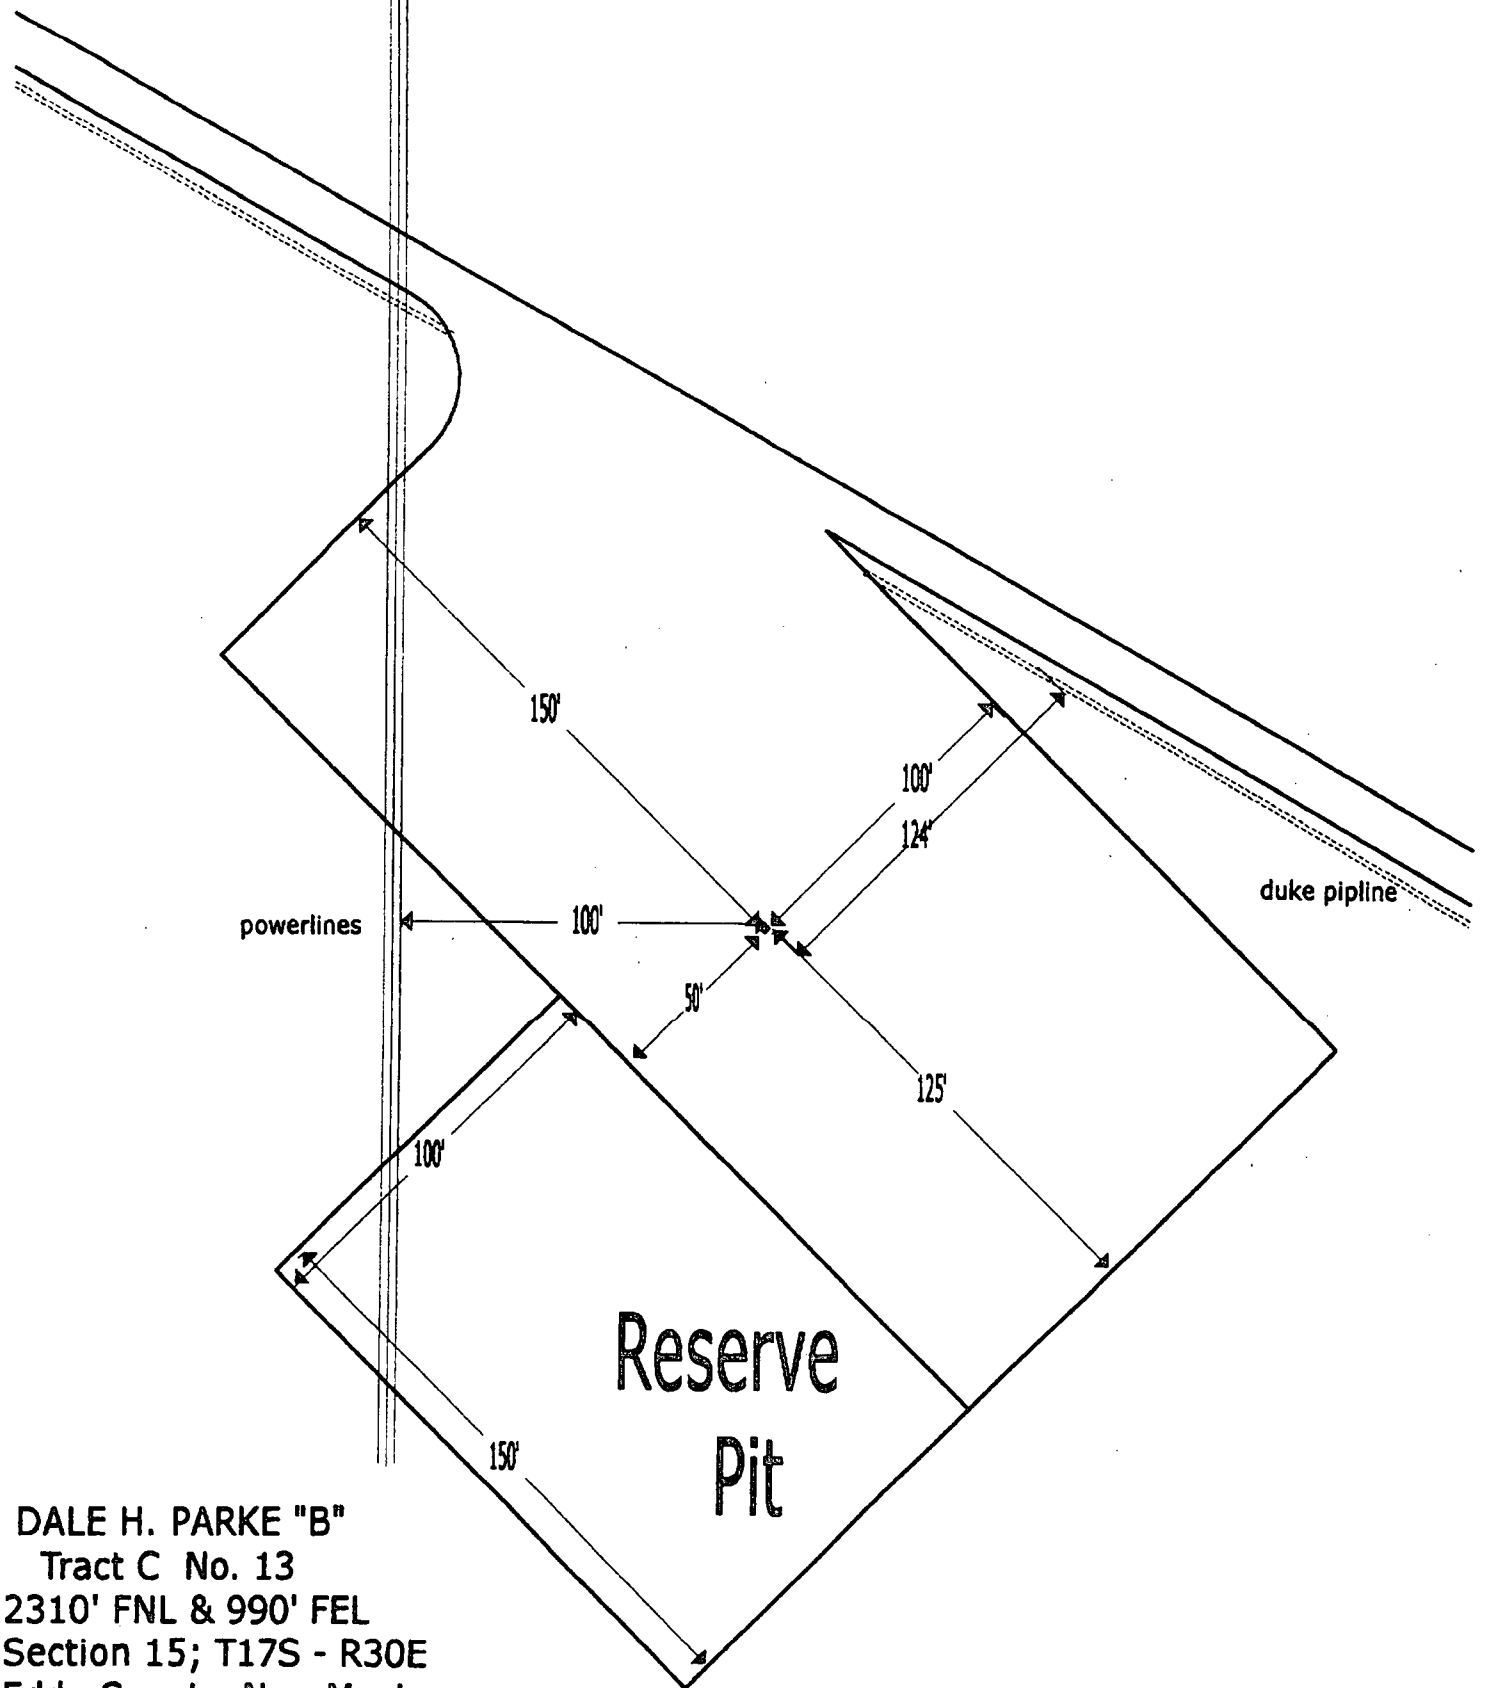 150'
100'
124'
duke pipline
powerlines
100'
50'
125'
100'
Reserve
Pit
150'
DALE H. PARKE "B"
Tract C No. 13
2310' FNL & 990' FEL
Section 15; T17S - R30E